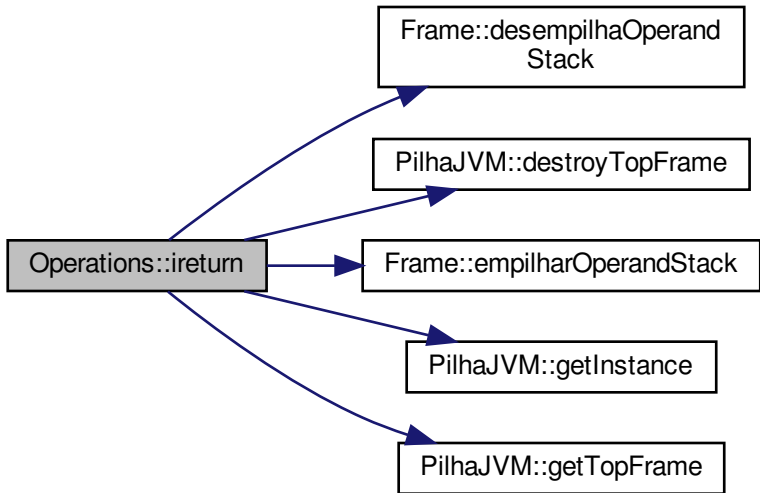 Frame::desempilhaOperand
Stack
PilhaJVM::destroyTopFrame
Operations::ireturn
Frame::empilharOperandStack
PilhaJVM::getInstance
PilhaJVM::getTopFrame